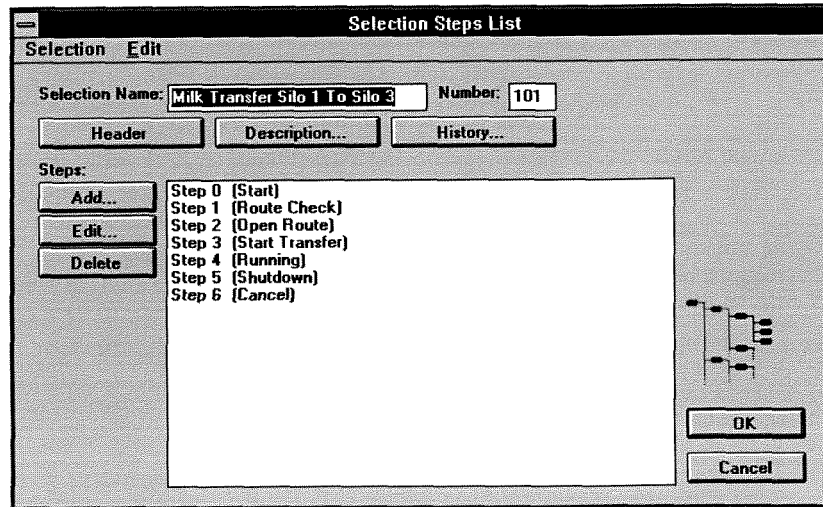 Selection Steps List
Selection Edit
Selection Name: Milk Transfer Silo 1 To Silo 3 Number: 101
Header Description... History...
Steps:
Add...
Edit...
Delete
Step 0 (Start)
Step 1 (Route Check)
Step 2 (Open Route)
Step 3 (Start Transfer)
Step 4 (Running)
Step 5 (Shutdown)
Step 6 (Cancel)
OK
Cancel